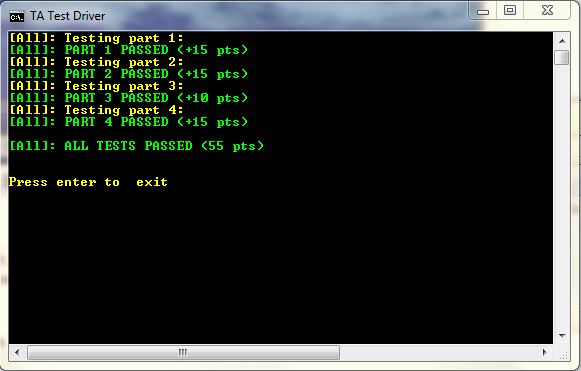 TA Test Driver
[All]: Testing part 1:
[All]: PART 1 PASSED (+15 pts)
[All]: Testing part 2:
[All]: PART 2 PASSED (+15 pts)
[All]: Testing part 3:
[All]: PART 3 PASSED (+10 pts)
[All]: Testing part 4:
[All]: PART 4 PASSED (+15 pts)
[All]: ALL TESTS PASSED (55 pts)
Press enter to  exit